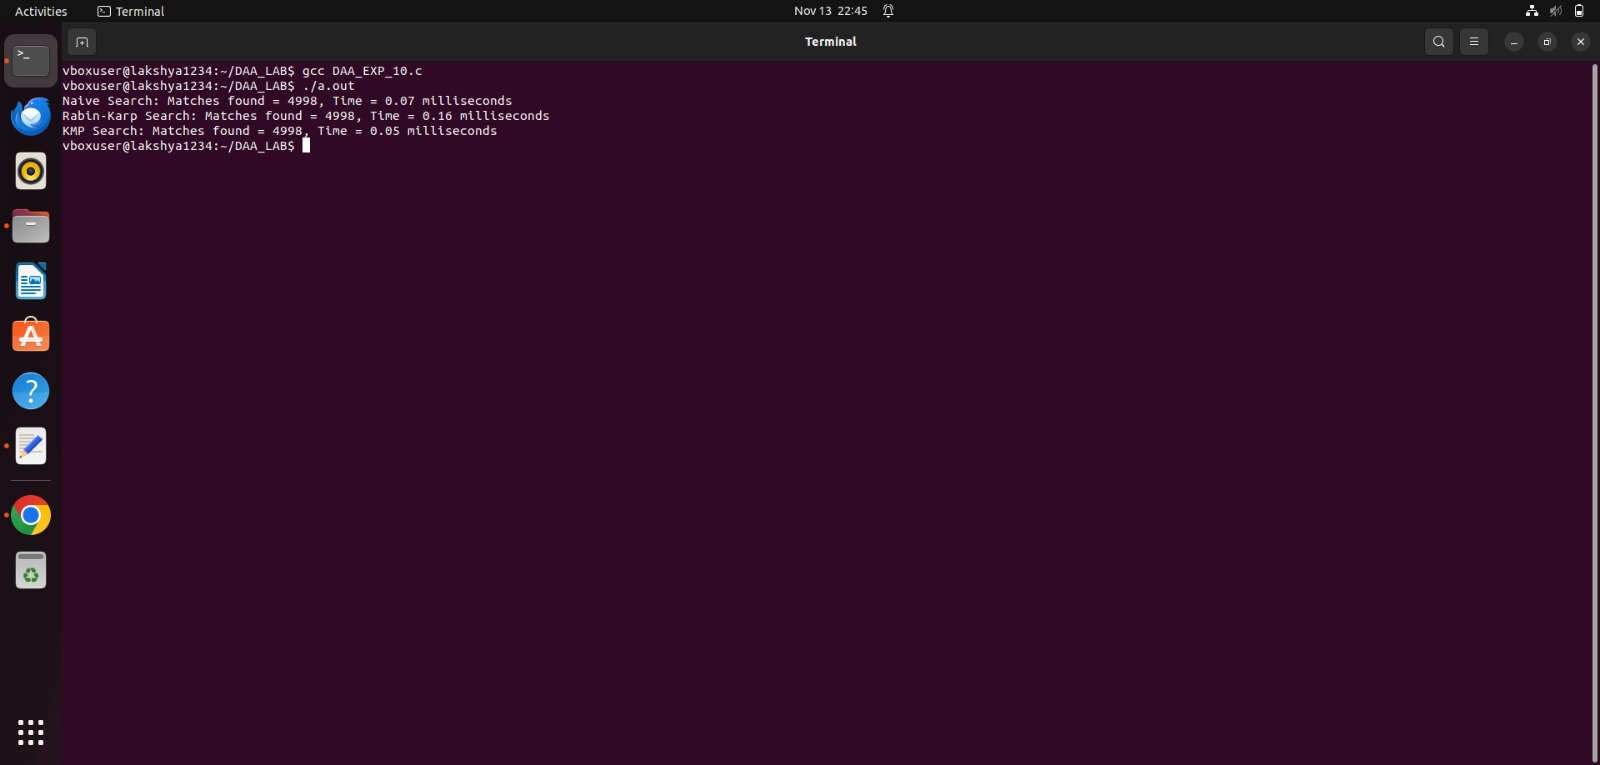 Activities
Terminal
Nov 13 22:45
Terminal
vboxuser@lakshya1234:~/DAA_LAB$ gcc DAA_EXP_10.c
vboxuser@lakshya1234:~/DAA_LAB$ ./a.out
Naive Search: Matches found = 4998, Time = 0.07 milliseconds
Rabin-Karp Search: Matches found = 4998, Time = 0.16 milliseconds
KMP Search: Matches found = 4998, Time = 0.05 milliseconds
vboxuser@lakshya1234:~/DAA_LAB$